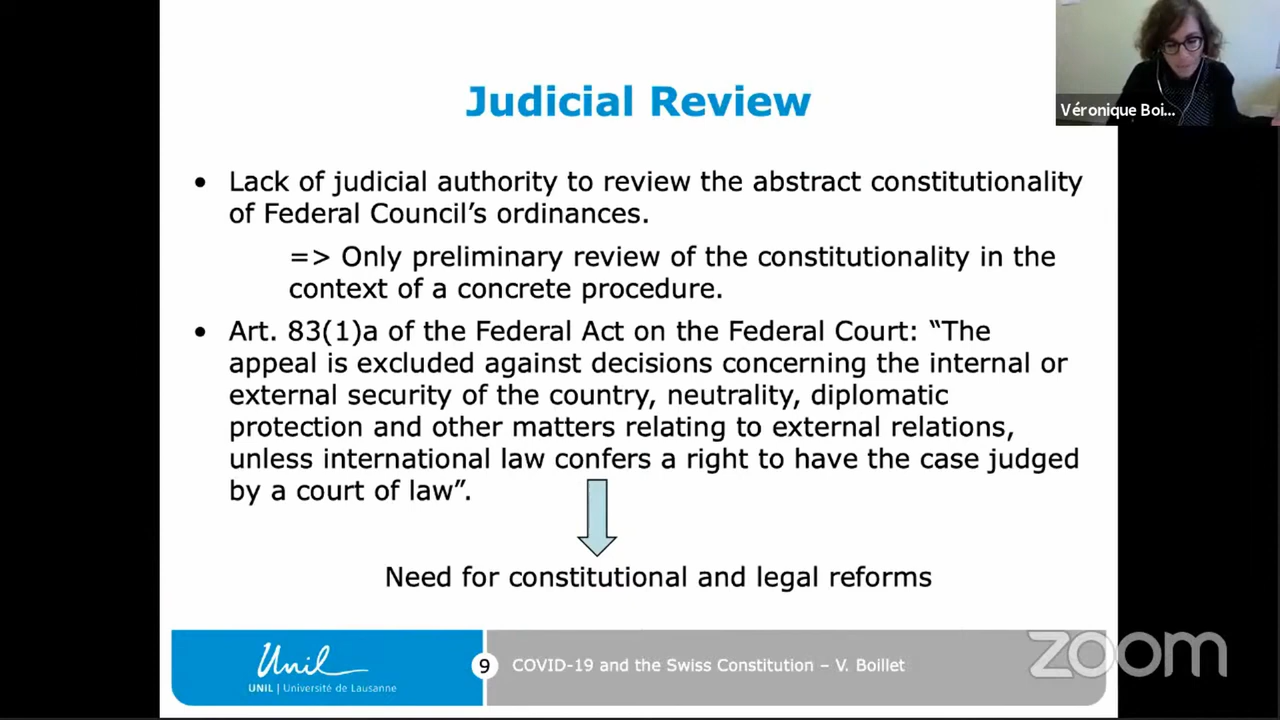 Judicial Review
Véronique Boi...
• Lack of judicial authority to review the abstract constitutionality
of Federal Council’s ordinances.
=> Only preliminary review of the constitutionality in the
context of a concrete procedure.
• Art. 83(1)a of the Federal Act on the Federal Court: “The
appeal is excluded against decisions concerning the internal or
external security of the country, neutrality, diplomatic
protection and other matters relating to external relations,
unless international law confers a right to have the case judged
by a court of law”.
Need for constitutional and legal reforms
Unil
UNIL | Université de Lausanne
9
COVID-19 and the Swiss Constitution – V. Boillet
zoom